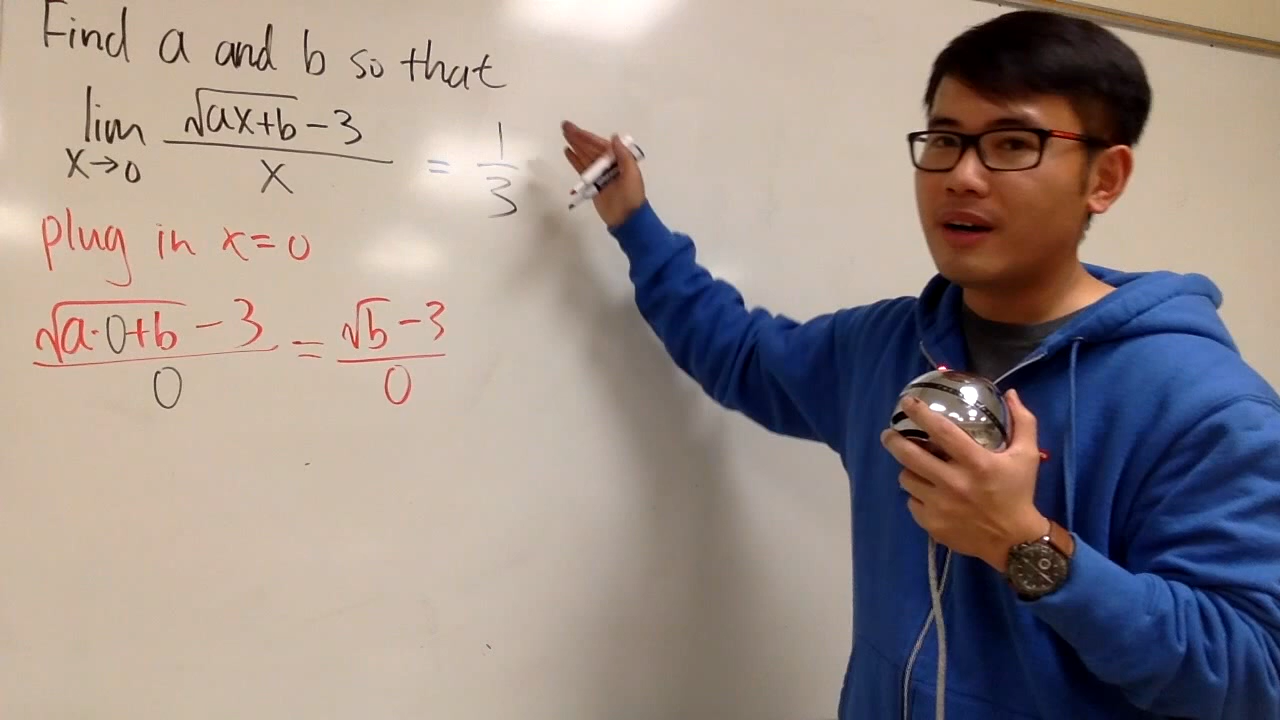 Find a and b so that
lim x→0 (√(ax+b) - 3) / x = 1/3
plug in x=0
(√(a·0+b) - 3) / 0 = (√b - 3) / 0